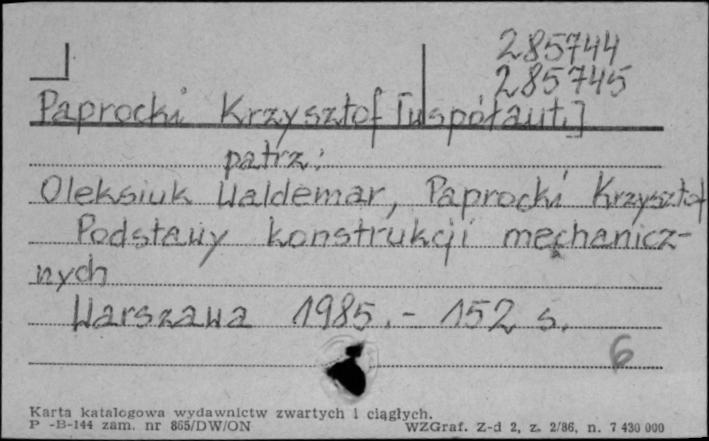 285744
285745
Paprocki Krzysztof [współaut.]
patrz:
Oleksiuk Waldemar, Paprocki Krzysztof
Podstawy konstrukcji mechanicz-
nych
Warszawa 1985.- 152 s.
6
Karta katalogowa wydawnictw zwartych i ciągłych.
P -B-144 zam. nr 865/DW/ON WZGraf. Z-d 2, z. 2/86, n. 7 430 000